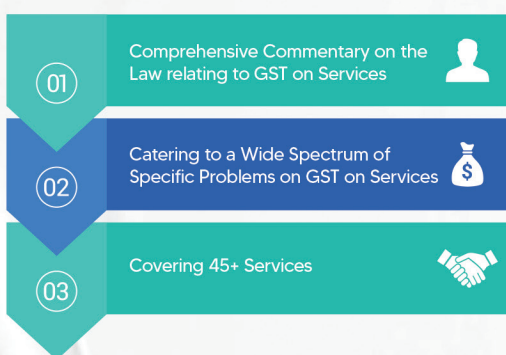 01
Comprehensive Commentary on the
Law relating to GST on Services
02
Catering to a Wide Spectrum of
Specific Problems on GST on Services
$
03
Covering 45+ Services